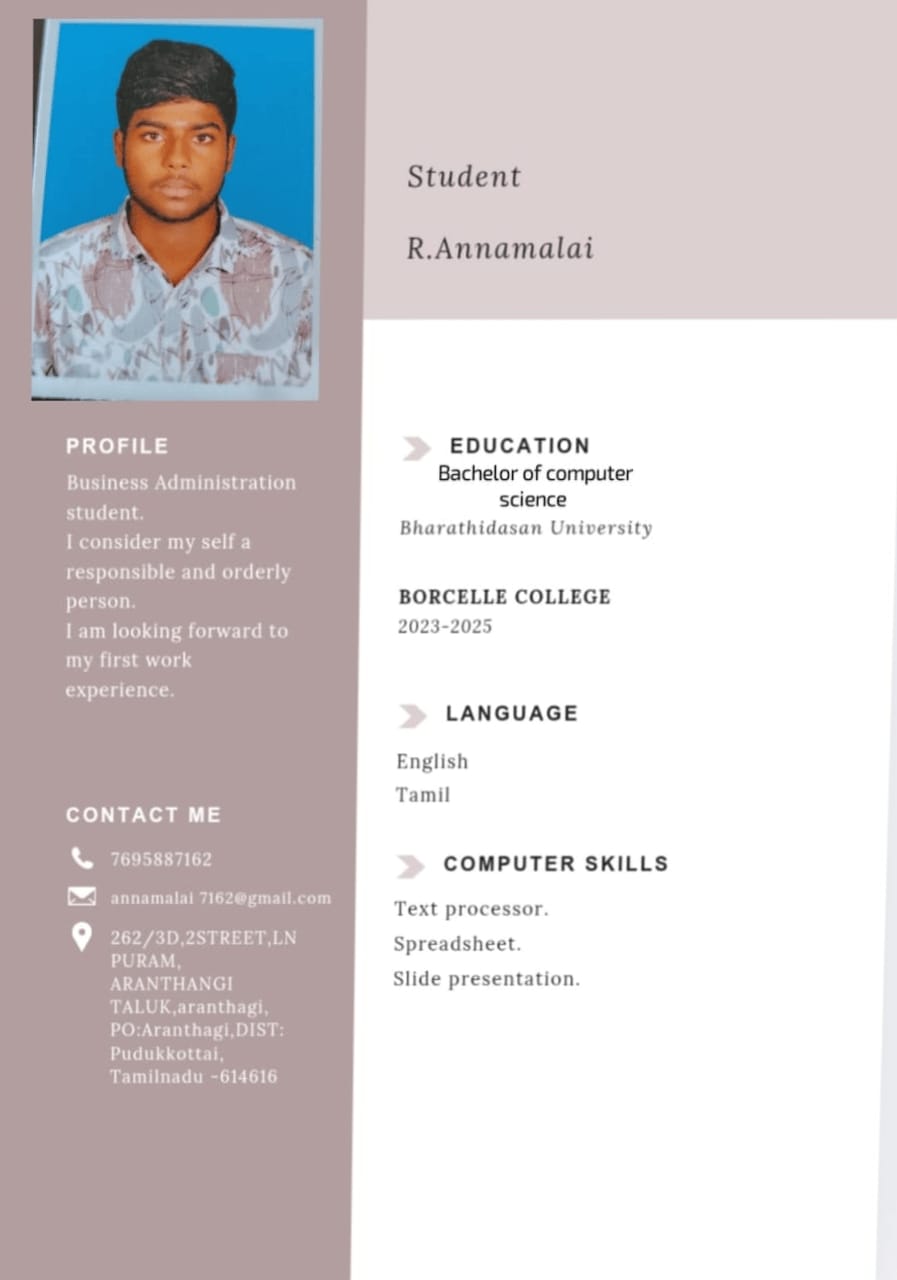 Student
R.Annamalai
PROFILE
Business Administration
student.
I consider my self a
responsible and orderly
person.
I am looking forward to
my first work
experience.
CONTACT ME
7695887162
annamalai 7162@gmail.com
262/3D,2STREET,LN
PURAM,
ARANTHANGI
TALUK,aranthagi,
PO:Aranthagi,DIST:
Pudukkottai,
Tamilnadu -614616
EDUCATION
Bachelor of computer
science
Bharathidasan University
BORCELLE COLLEGE
2023-2025
LANGUAGE
English
Tamil
COMPUTER SKILLS
Text processor.
Spreadsheet.
Slide presentation.